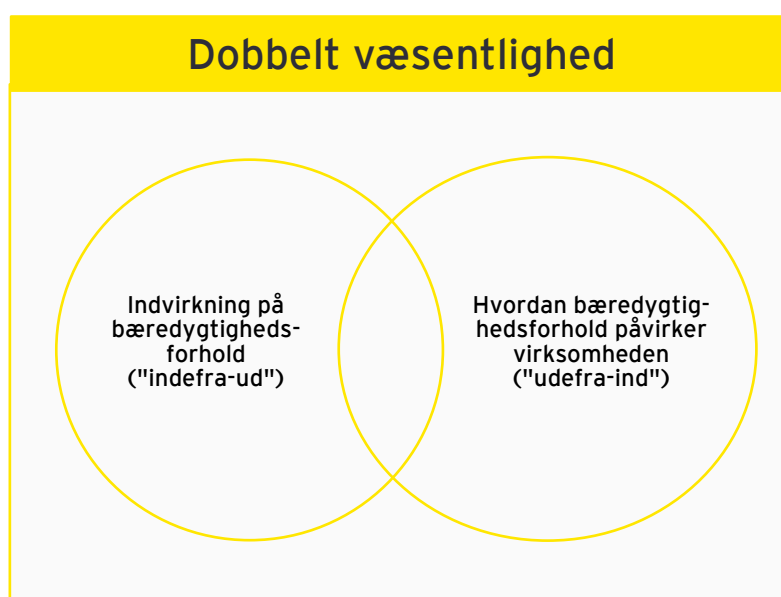 Dobbelt væsentlighed
Indvirkning på
bæredygtigheds-
forhold
("indefra-ud")
Hvordan bæredygtig-
hedsforhold påvirker
virksomheden
("udefra-ind")